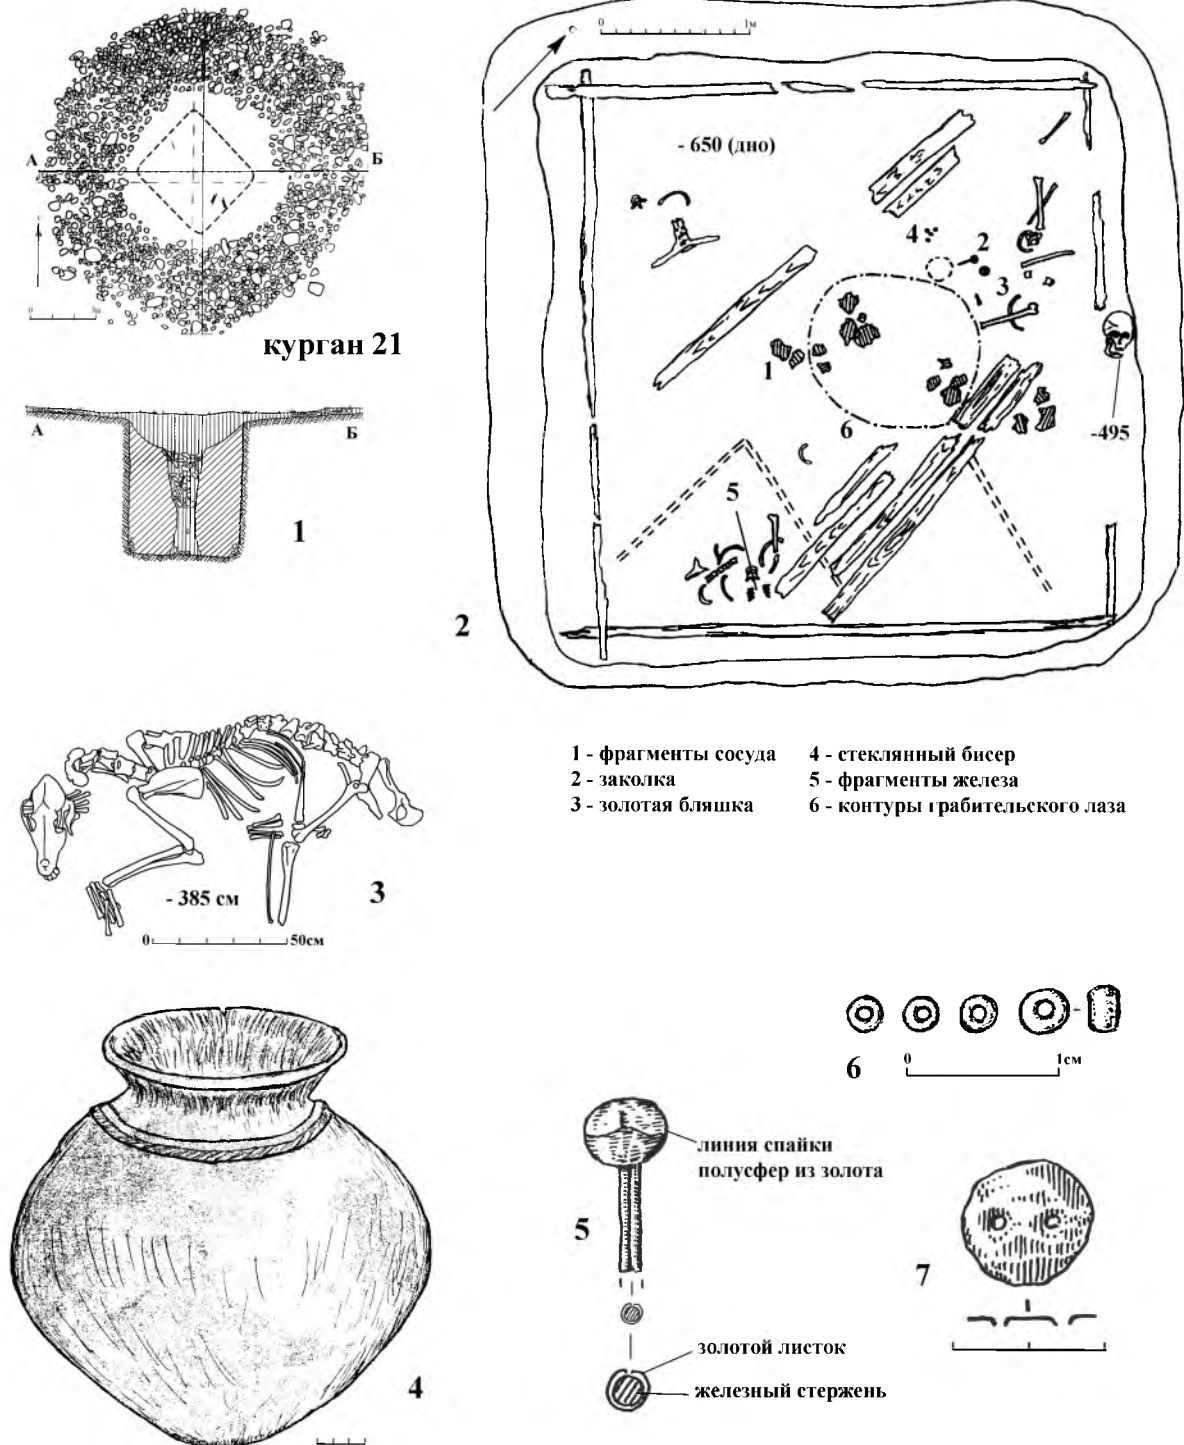 А
Б
с
0
3м
курган 21
А
Б
1
0
1м
с
- 650 (дно)
4
2
3
1
6
-495
5
2
1 - фрагменты сосуда
2 - заколка
3 - золотая бляшка
4 - стеклянный бисер
5 - фрагменты железа
6 - контуры грабительского лаза
- 385 см
3
0
50см
4
6
0
1см
линия спайки
полусфер из золота
5
7
золотой листок
железный стержень